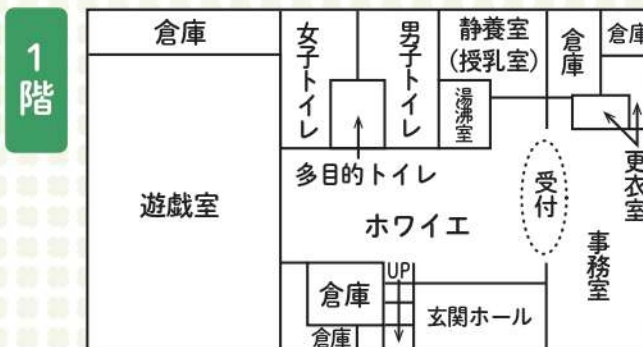 1階
倉庫
女子トイレ
男子トイレ
静養室
(授乳室)
倉庫
倉庫
湯沸室
多目的トイレ
更衣室
遊戯室
ホワイエ
受付
事務室
UP
倉庫
玄関ホール
倉庫